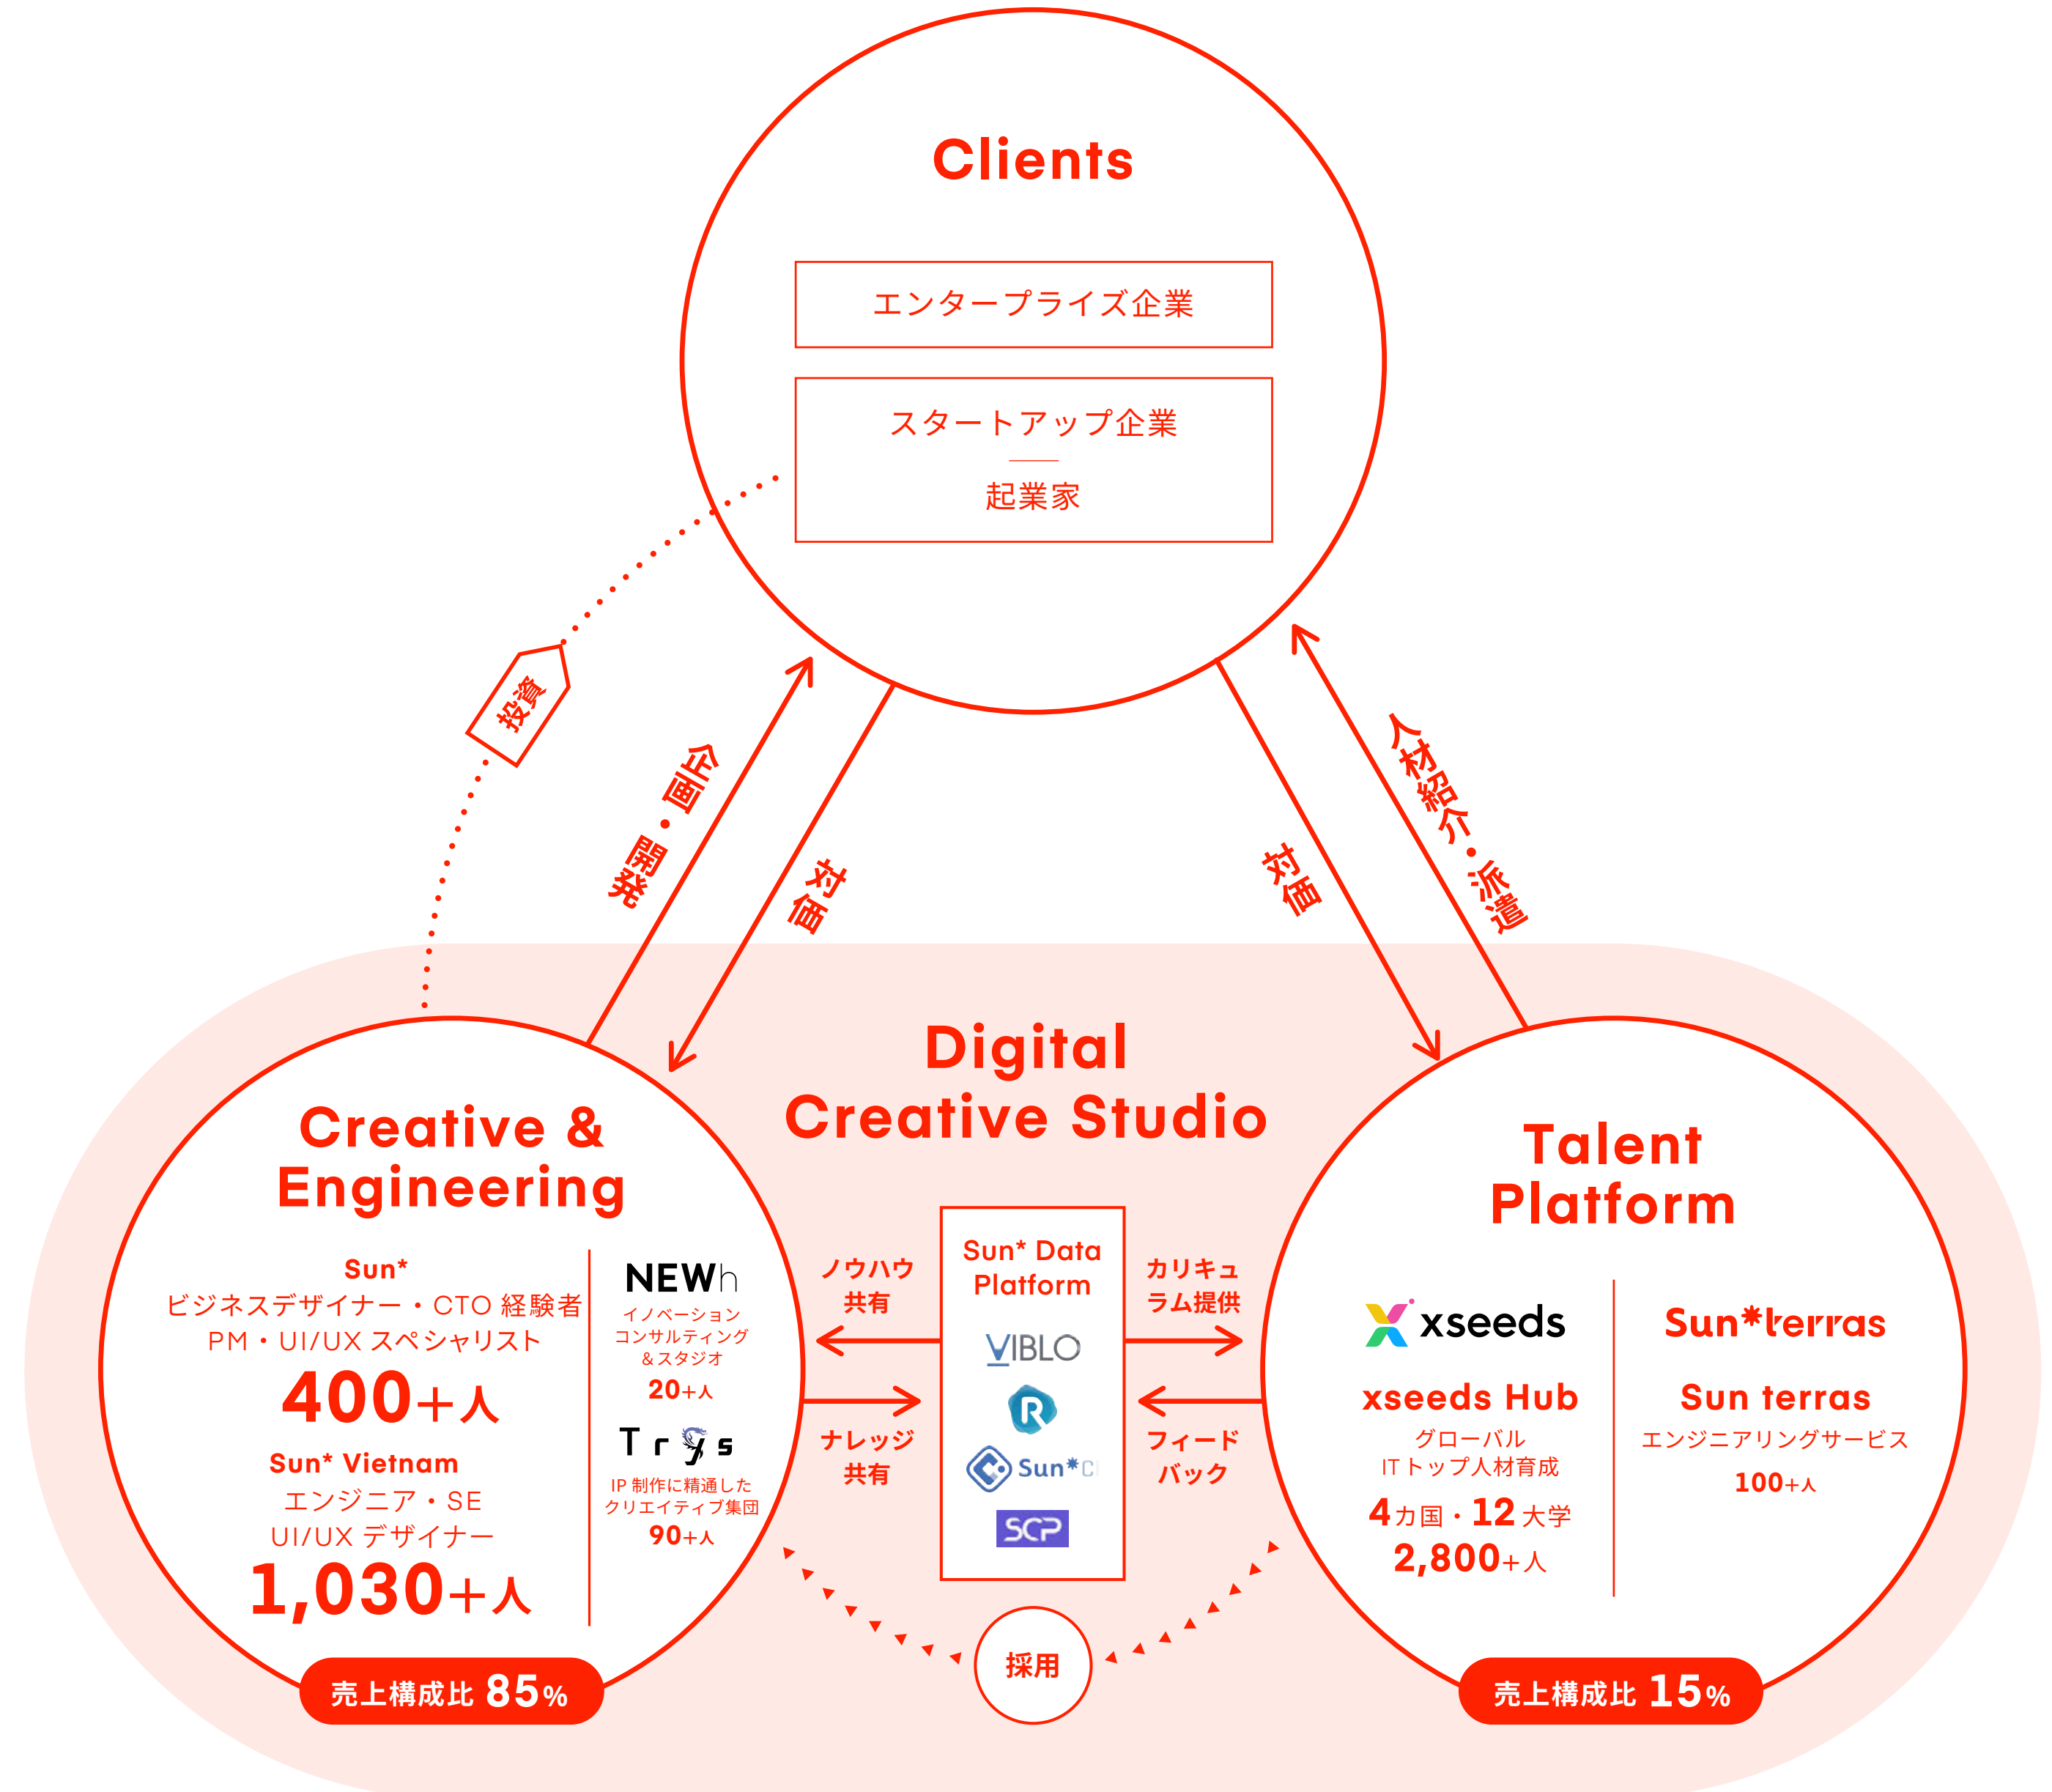 Clients
エンタープライズ企業
スタートアップ企業
起業家
投資
企画・開発
対価
対価
人材紹介・派遣
Digital
Creative Studio
Creative &
Engineering
Sun*
ビジネスデザイナー・CTO 経験者
PM・UI/UX スペシャリスト
400+人
Sun* Vietnam
エンジニア・SE
UI/UX デザイナー
1,030+人
NEWh
イノベーション
コンサルティング
& スタジオ
20+人
Trys
IP 制作に精通した
クリエイティブ集団
90+人
売上構成比 85%
ノウハウ
共有
ナレッジ
共有
Sun* Data
Platform
VIBLO
R
Sun*C
SCP
カリキュ
ラム提供
フィード
バック
採用
Talent
Platform
xseeds
xseeds Hub
グローバル
IT トップ人材育成
4カ国・12大学
2,800+人
Sun*terras
Sun terras
エンジニアリングサービス
100+人
売上構成比 15%